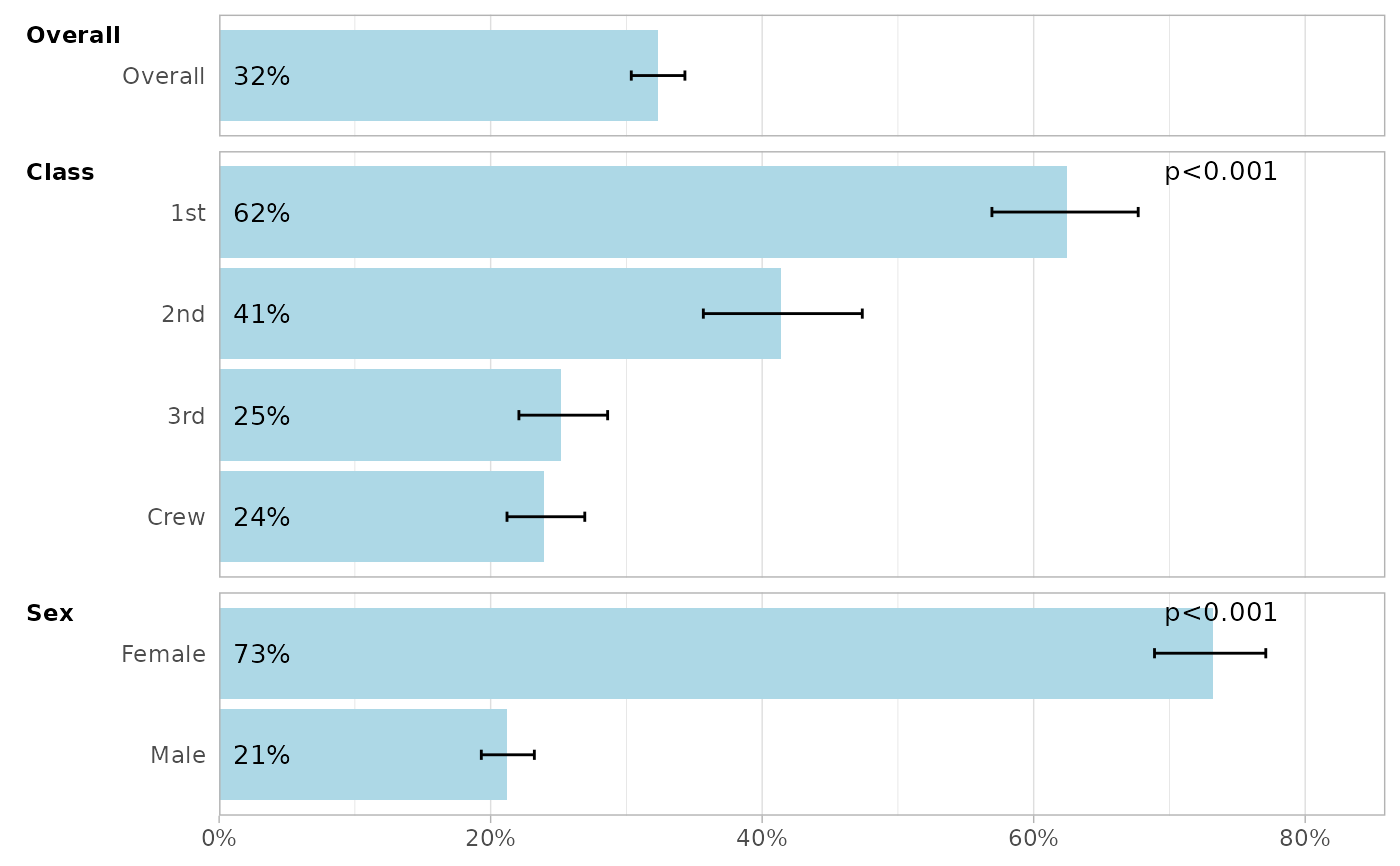 Overall
Overall 32%
Class p<0.001
1st 62%
2nd 41%
3rd 25%
Crew 24%
Sex p<0.001
Female 73%
Male 21%
0% 20% 40% 60% 80%